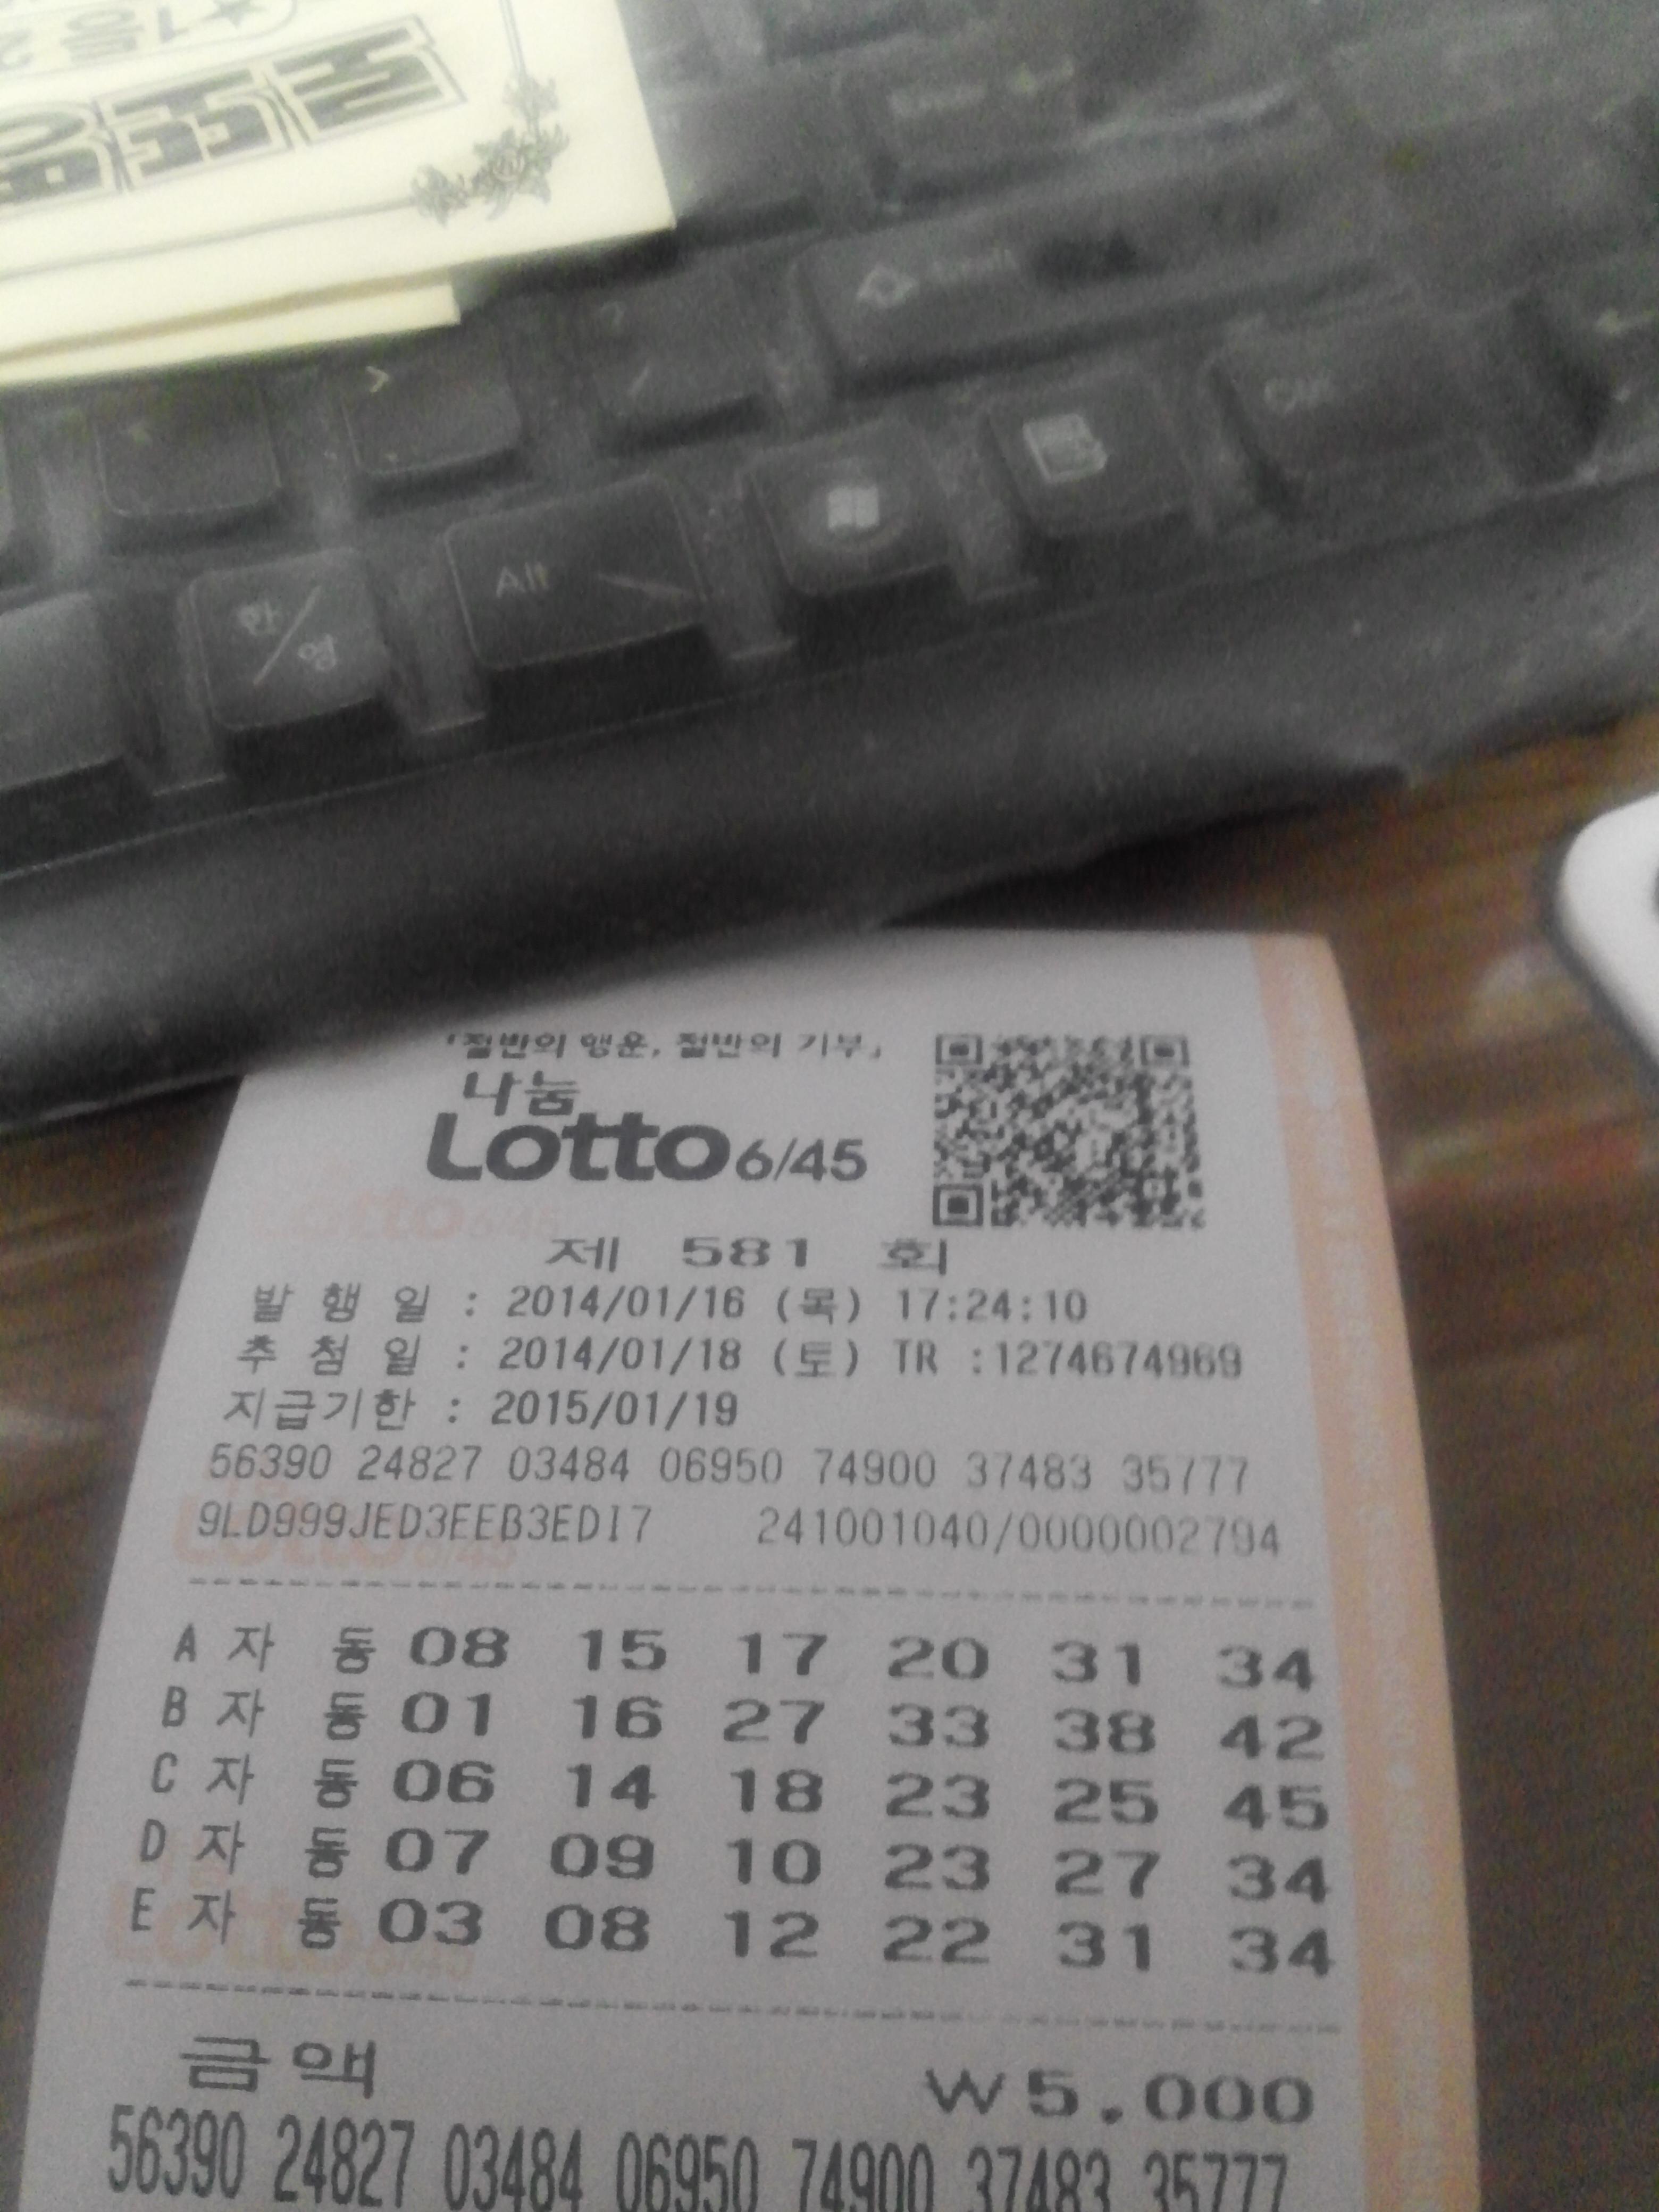 Enter
>
Shift
Alt
한/영
Ctrl
「절반의 행운, 절반의 기부」
나눔
Lotto 6/45
제 581 회
발 행 일 : 2014/01/16 (목) 17:24:10
추 첨 일 : 2014/01/18 (토) TR :1274674969
지급기한 : 2015/01/19
56390 24827 03484 06950 74900 37483 35777
9LD999JED3EEB3EDI7 241001040/0000002794
A 자 동 08 15 17 20 31 34
B 자 동 01 16 27 33 38 42
C 자 동 06 14 18 23 25 45
D 자 동 07 09 10 23 27 34
E 자 동 03 08 12 22 31 34
금액 ₩5,000
56390 24827 03484 06950 74900 37483 35777